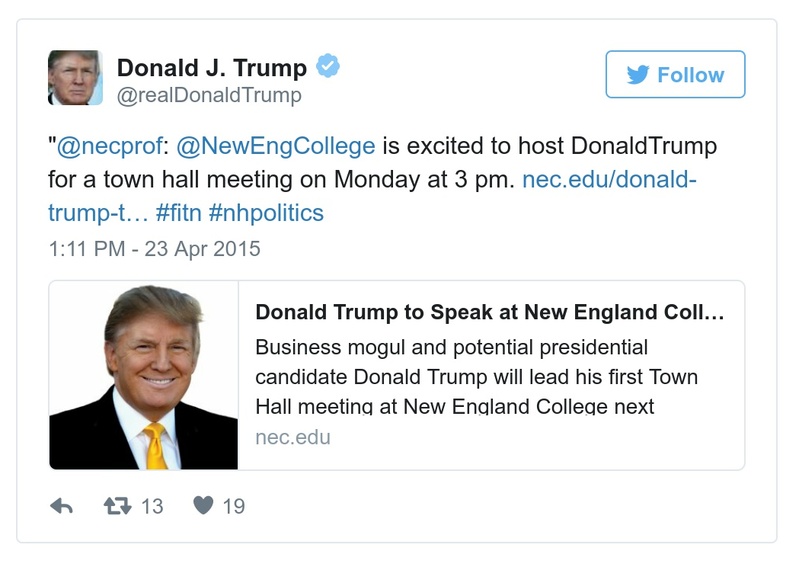 Donald J. Trump
@realDonaldTrump
Follow
"@necprof: @NewEngCollege is excited to host DonaldTrump
for a town hall meeting on Monday at 3 pm. nec.edu/donald-
trump-t… #fitn #nhpolitics
1:11 PM - 23 Apr 2015
Donald Trump to Speak at New England Coll…
Business mogul and potential presidential
candidate Donald Trump will lead his first Town
Hall meeting at New England College next
nec.edu
13
19